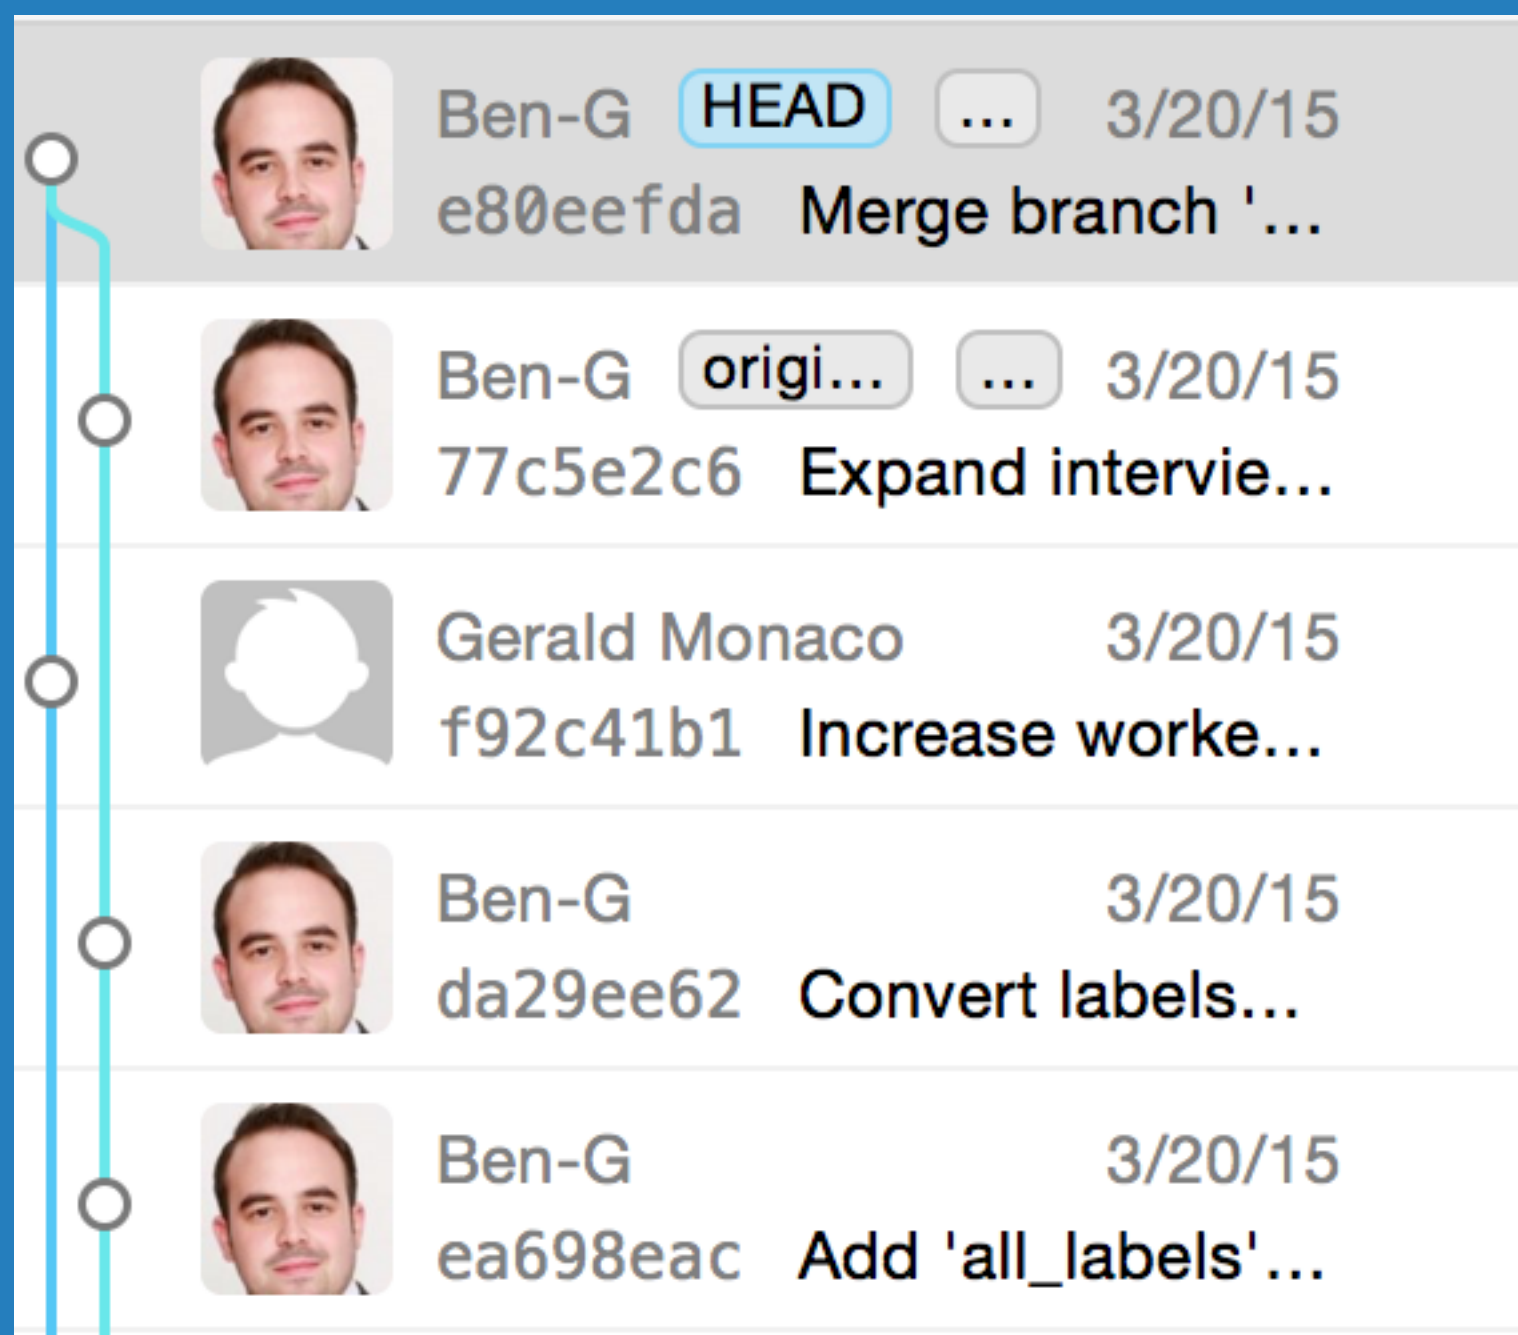 Ben-G HEAD ... 3/20/15
e80eefda Merge branch '...
Ben-G origi... ... 3/20/15
77c5e2c6 Expand intervie...
Gerald Monaco 3/20/15
f92c41b1 Increase worke...
Ben-G 3/20/15
da29ee62 Convert labels...
Ben-G 3/20/15
ea698eac Add 'all_labels'...